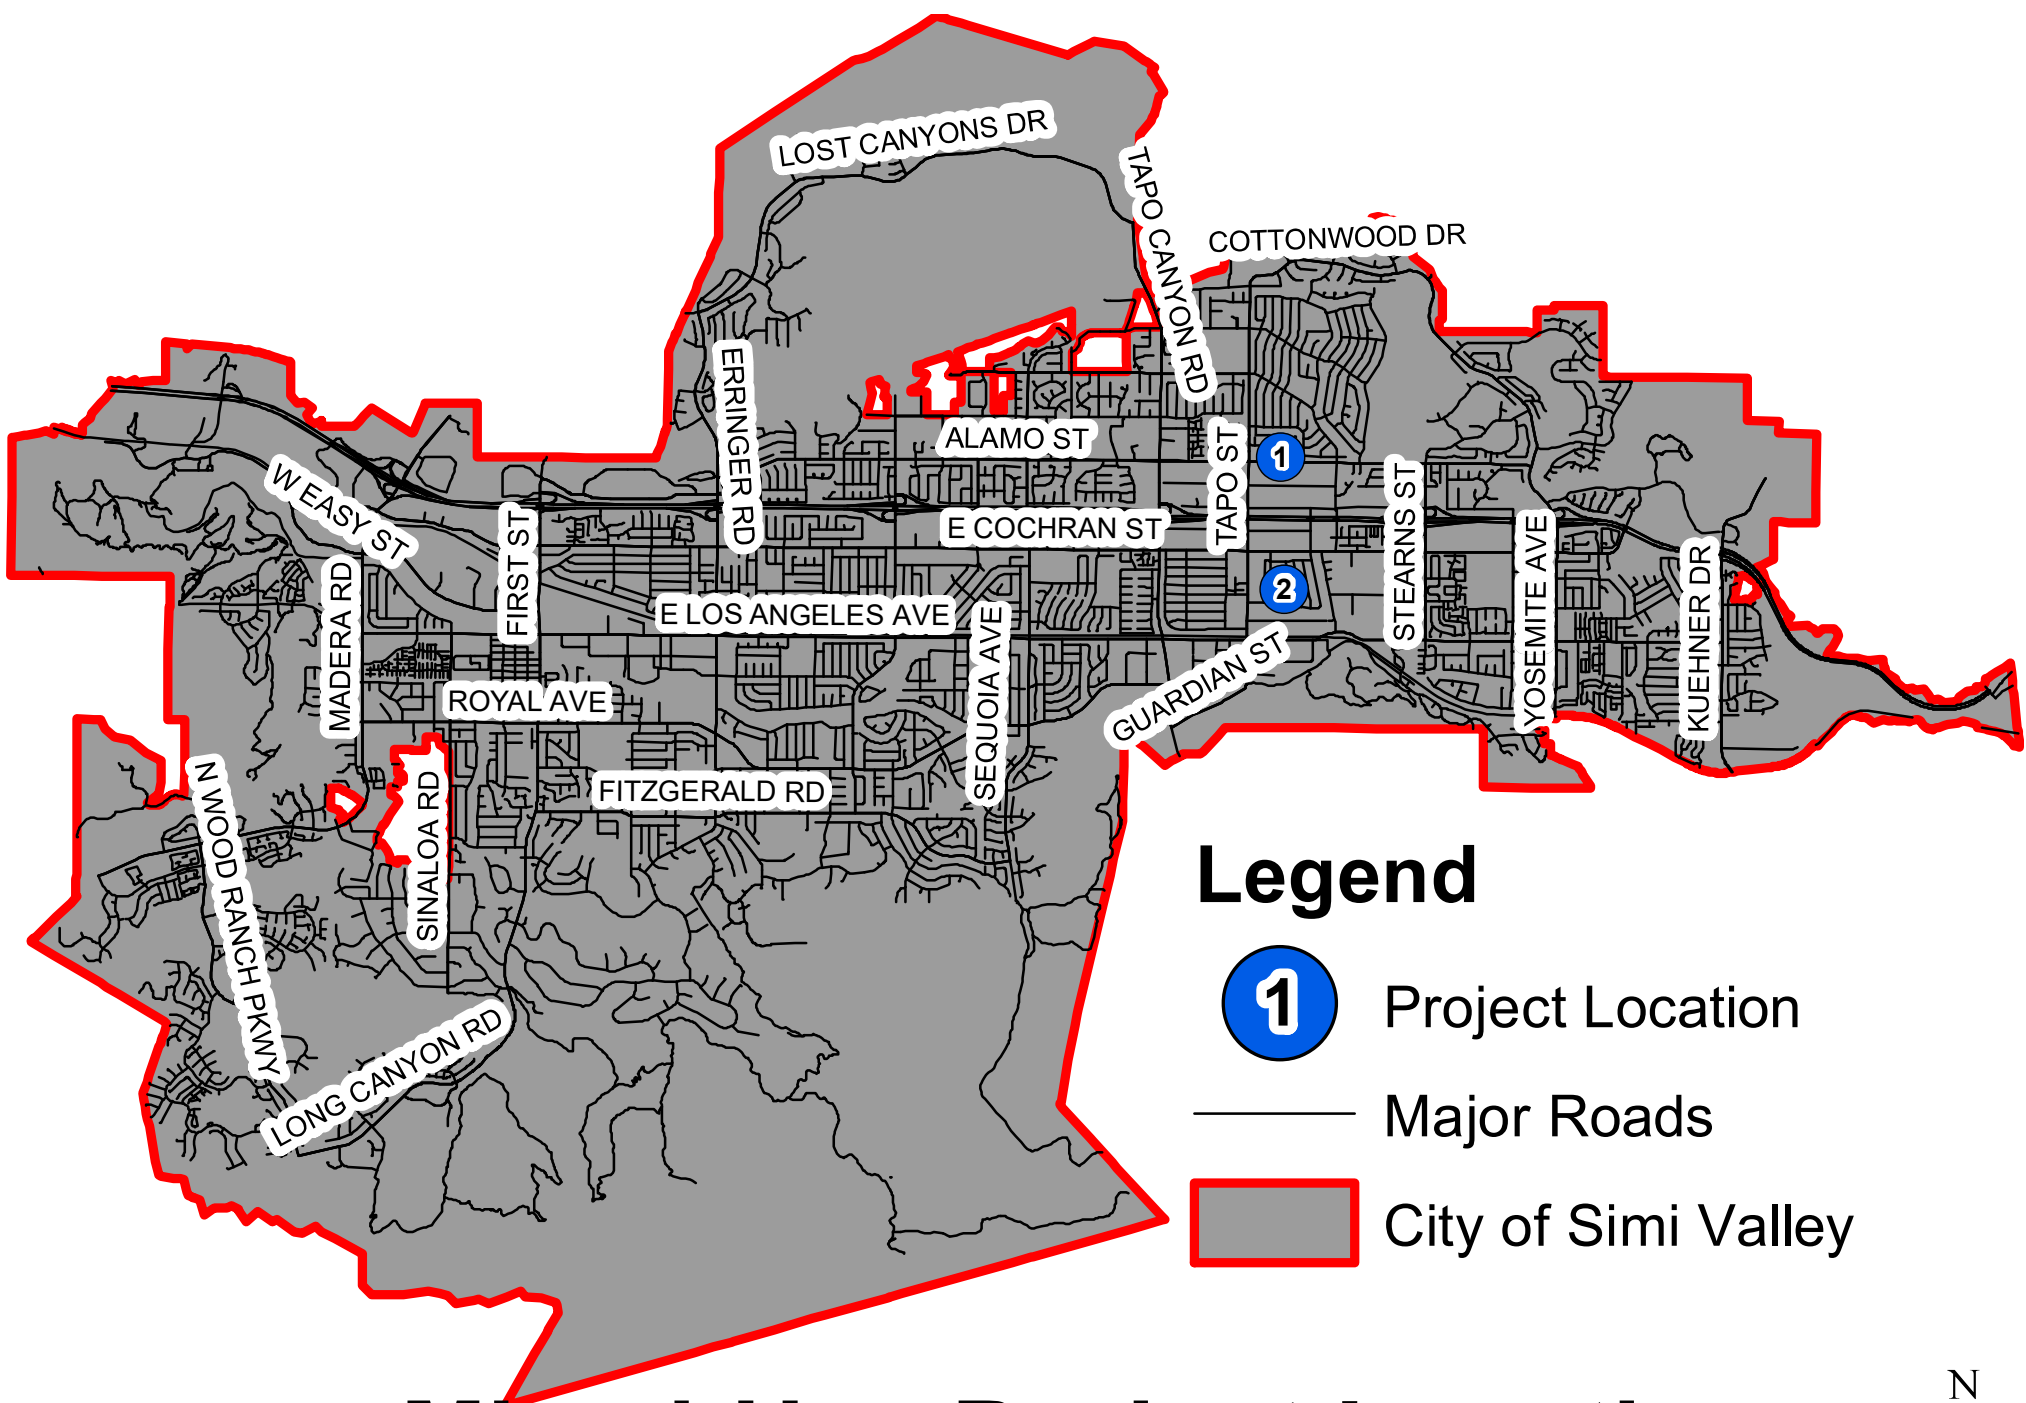 LOST CANYONS DR
TAPO CANYON RD
COTTONWOOD DR
ERRINGER RD
ALAMO ST
TAPO ST
1
W EASY ST
FIRST ST
E COCHRAN ST
STEARNS ST
YOSEMITE AVE
KUEHNER DR
MADERA RD
E LOS ANGELES AVE
2
SEQUOIA AVE
GUARDIAN ST
ROYAL AVE
FITZGERALD RD
SINALOA RD
N WOOD RANCH PKWY
LONG CANYON RD
Legend
1 Project Location
Major Roads
City of Simi Valley
N